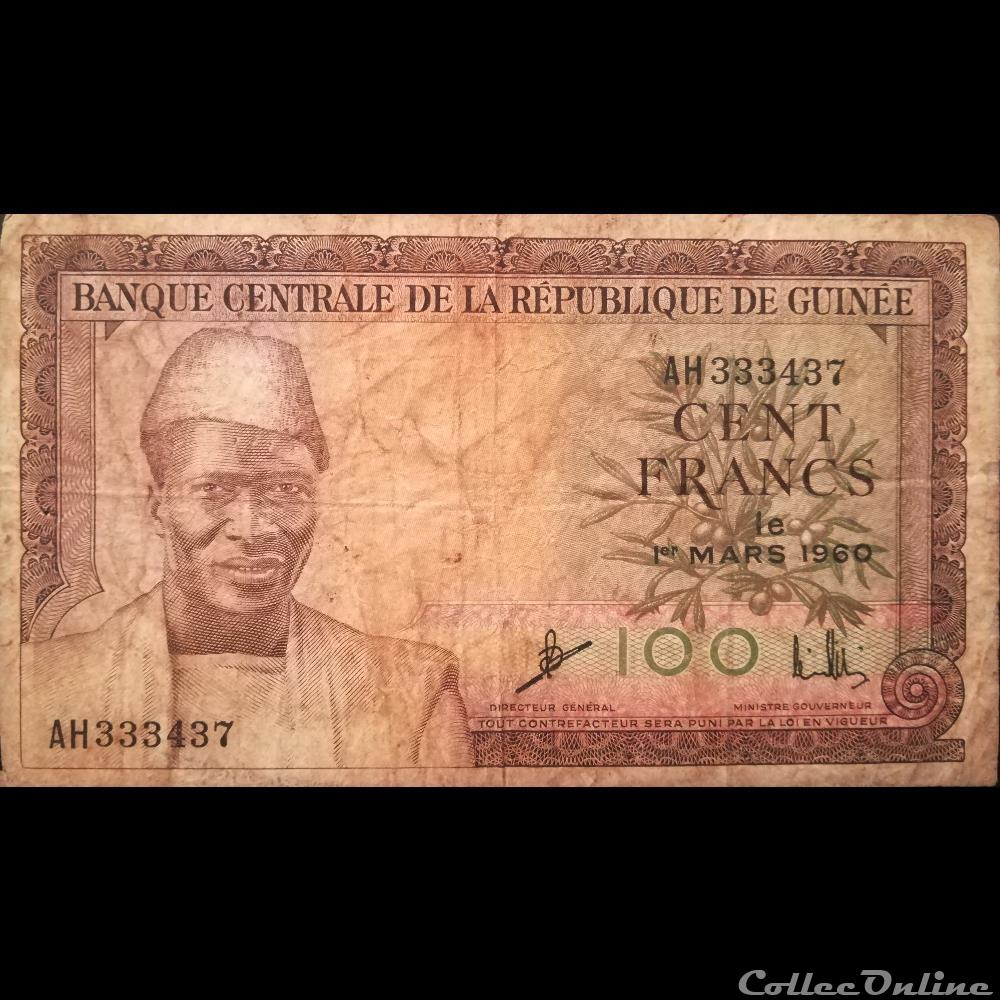 BANQUE CENTRALE DE LA RÉPUBLIQUE DE GUINÉE
AH333437
CENT
FRANCS
le
1er MARS 1960
100
DIRECTEUR GÉNÉRAL MINISTRE GOUVERNEUR
TOUT CONTREFACTEUR SERA PUNI PAR LA LOI EN VIGUEUR
AH333437
CollecOnline